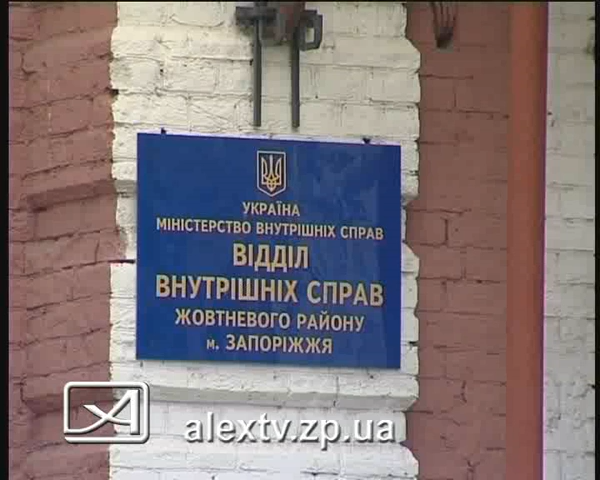 УКРАЇНА
МІНІСТЕРСТВО ВНУТРІШНІХ СПРАВ
ВІДДІЛ
ВНУТРІШНІХ СПРАВ
ЖОВТНЕВОГО РАЙОНУ
м. ЗАПОРІЖЖЯ
alextv.zp.ua